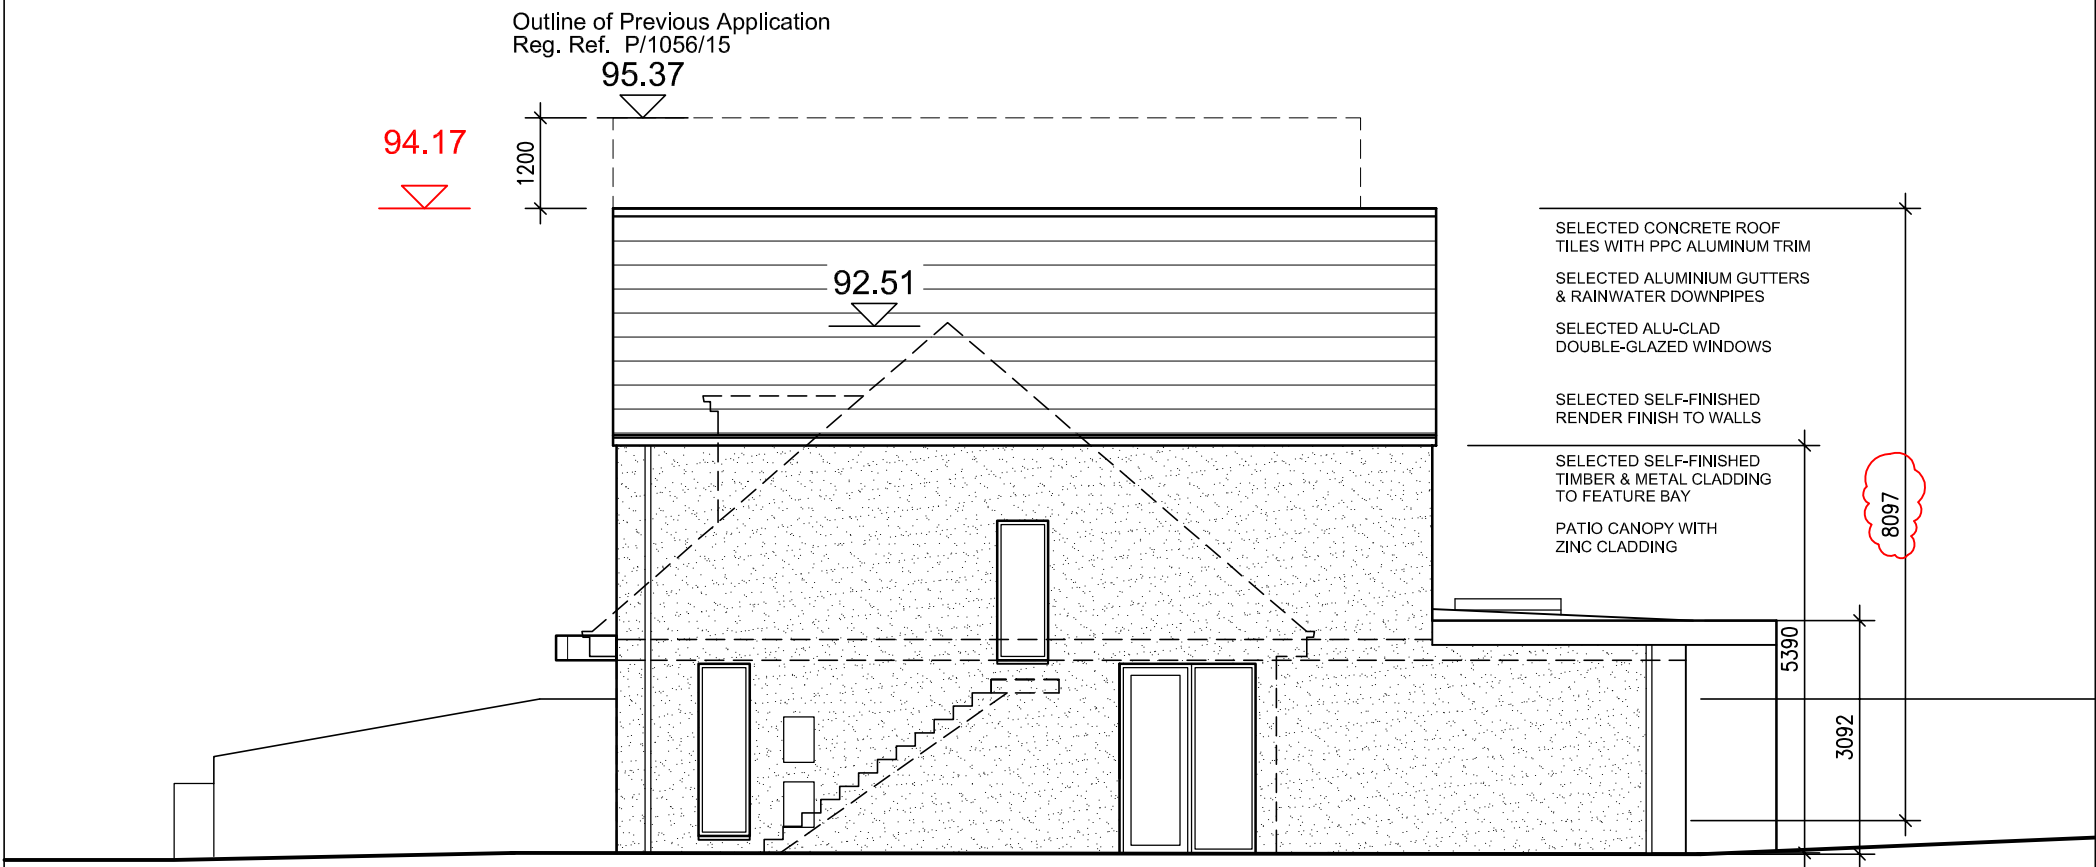 Outline of Previous Application
Reg. Ref. P/1056/15
95.37
94.17
1200
92.51
SELECTED CONCRETE ROOF
TILES WITH PPC ALUMINUM TRIM
SELECTED ALUMINIUM GUTTERS
& RAINWATER DOWNPIPES
SELECTED ALU-CLAD
DOUBLE-GLAZED WINDOWS
SELECTED SELF-FINISHED
RENDER FINISH TO WALLS
SELECTED SELF-FINISHED
TIMBER & METAL CLADDING
TO FEATURE BAY
PATIO CANOPY WITH
ZINC CLADDING
8097
5390
3092